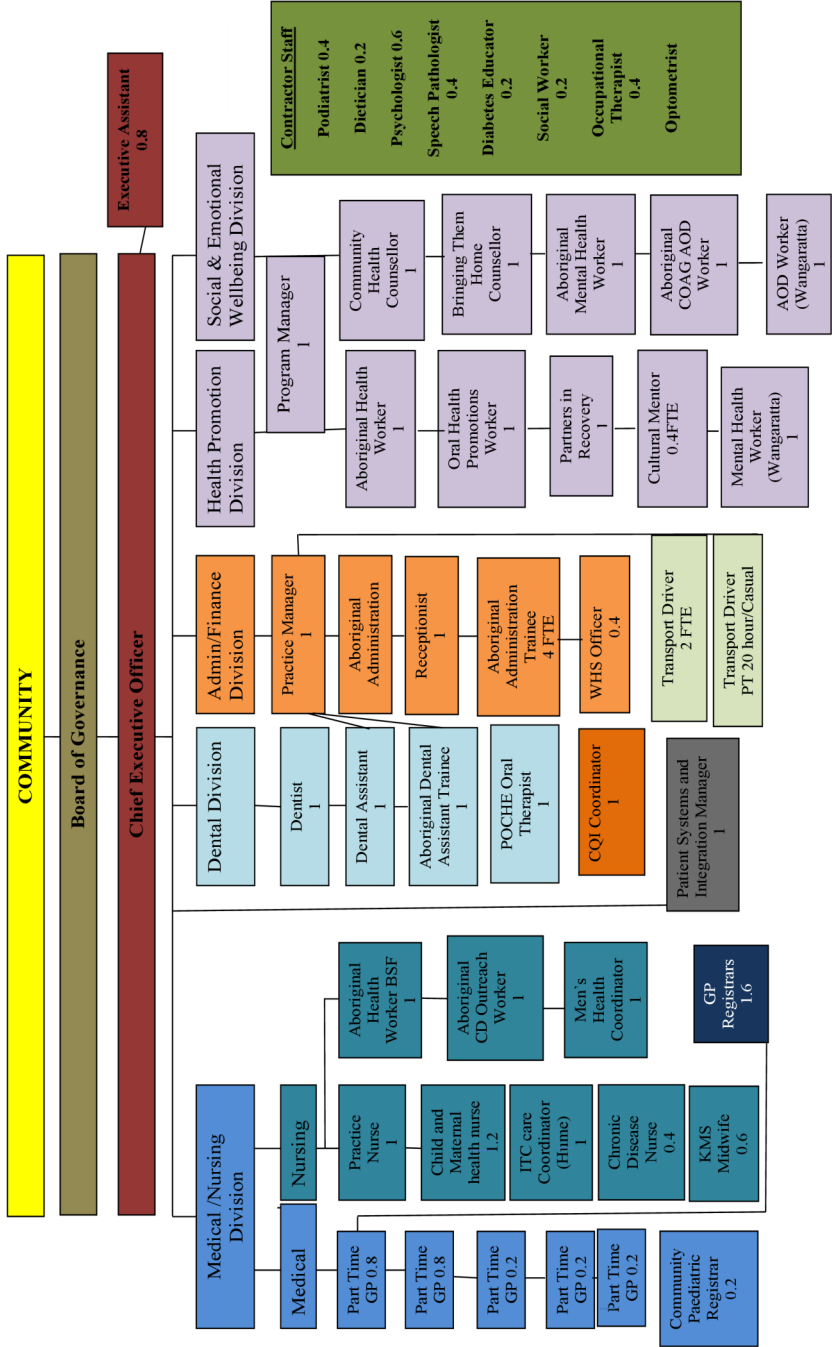 COMMUNITY
Board of Governance
Chief Executive Officer
Executive Assistant
0.8
Medical /Nursing
Division
Medical
Part Time
GP 0.8
Part Time
GP 0.8
Part Time
GP 0.2
Part Time
GP 0.2
Part Time
GP 0.2
Community
Paediatric
Registrar
0.2
Nursing
Practice
Nurse
1
Child and
Maternal
health nurse
1.2
ITC care
Coordinator
(Hume)
1
Chronic
Disease
Nurse
0.4
KMS
Midwife
0.6
Aboriginal
Health
Worker BSF
1
Aboriginal
CD Outreach
Worker
1
Men's
Health
Coordinator
1
GP
Registrars
1.6
Dental Division
Dentist
1
Dental Assistant
1
Aboriginal Dental
Assistant Trainee
1
POCHE Oral
Therapist
1
CQI Coordinator
1
Patient Systems and
Integration Manager
1
Admin/Finance
Division
Practice Manager
1
Aboriginal
Administration
Receptionist
1
Aboriginal
Administration
Trainee
4 FTE
WHS Officer
0.4
Transport Driver
2 FTE
Transport Driver
PT 20 hour/Casual
Health Promotion
Division
Social & Emotional
Wellbeing Division
Program Manager
1
Aboriginal Health
Worker
1
Oral Health
Promotions
Worker
1
Partners in
Recovery
1
Cultural Mentor
0.4FTE
Mental Health
Worker
(Wangaratta)
1
Community
Health
Counsellor
1
Bringing Them
Home
Counsellor
1
Aboriginal
Mental Health
Worker
1
Aboriginal
COAG AOD
Worker
1
AOD Worker
(Wangaratta)
1
Contractor Staff
Podiatrist 0.4
Dietician 0.2
Psychologist 0.6
Speech Pathologist
0.4
Diabetes Educator
0.2
Social Worker
0.2
Occupational
Therapist
0.4
Optometrist